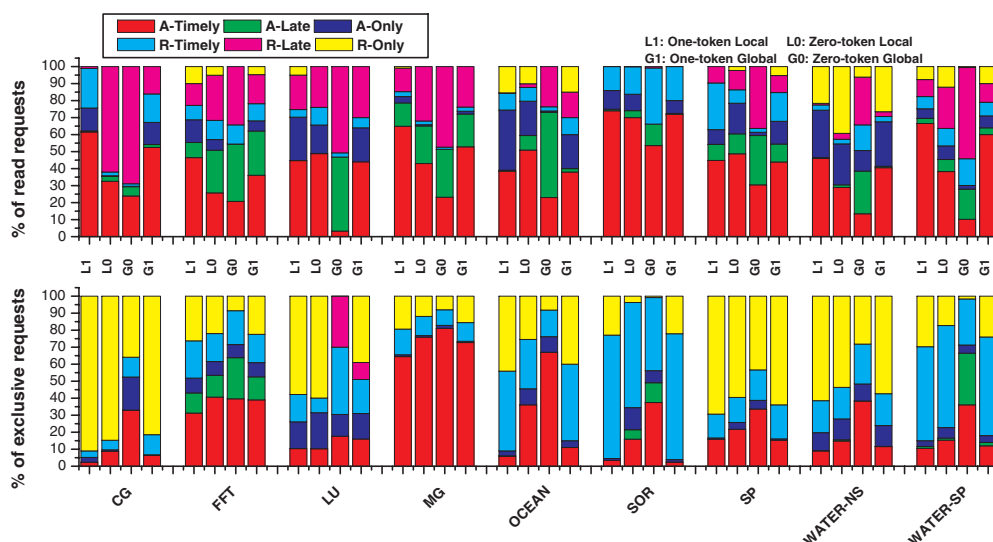 A-Timely A-Late A-Only
R-Timely R-Late R-Only
L1: One-token Local L0: Zero-token Local
G1: One-token Global G0: Zero-token Global
% of read requests
100
90
80
70
60
50
40
30
20
10
0
L1 L0 G0 G1 L1 L0 G0 G1 L1 L0 G0 G1 L1 L0 G0 G1 L1 L0 G0 G1 L1 L0 G0 G1 L1 L0 G0 G1 L1 L0 G0 G1 L1 L0 G0 G1
% of exclusive requests
100
90
80
70
60
50
40
30
20
10
0
CG FFT LU MG OCEAN SOR SP WATER-NS WATER-SP